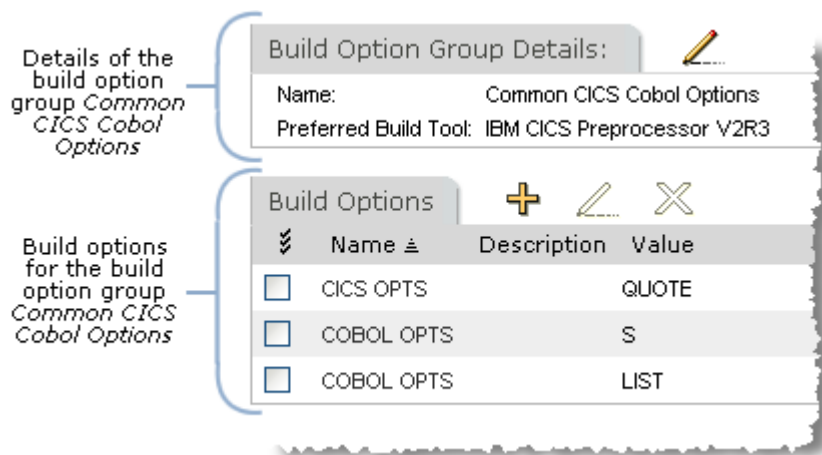 Details of the
build option
group Common
CICS Cobol
Options
Build Option Group Details:
Name: Common CICS Cobol Options
Preferred Build Tool: IBM CICS Preprocessor V2R3
Build options
for the build
option group
Common CICS
Cobol Options
Build Options
Name Description Value
CICS OPTS QUOTE
COBOL OPTS S
COBOL OPTS LIST